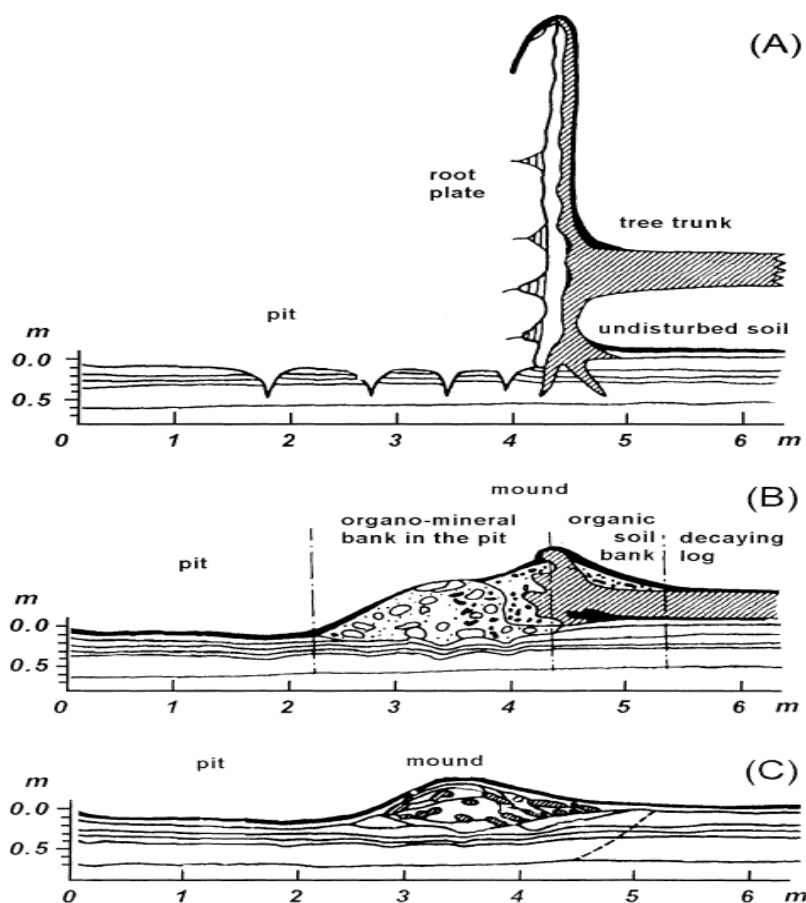 (A)
root
plate
tree trunk
pit
undisturbed soil
m
0.0
0.5
0 1 2 3 4 5 6 m
(B)
mound
organo-mineral
bank in the pit
organic
soil
bank
decaying
log
pit
m
0.0
0.5
0 1 2 3 4 5 6 m
(C)
pit
mound
m
0.0
0.5
0 1 2 3 4 5 6 m